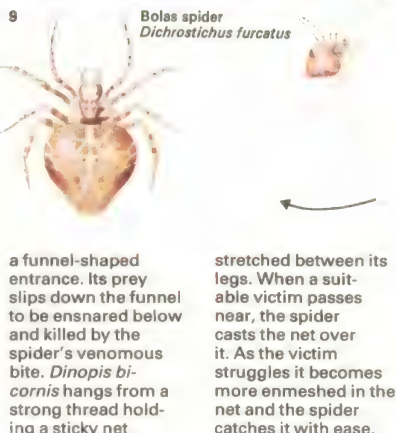 9
Bolas spider
Dichrostichus furcatus
a funnel-shaped
entrance. Its prey
slips down the funnel
to be ensnared below
and killed by the
spider's venomous
bite. Dinopis bi-
cornis hangs from a
strong thread hold-
ing a sticky net
stretched between its
legs. When a suit-
able victim passes
near, the spider
casts the net over
it. As the victim
struggles it becomes
more enmeshed in the
net and the spider
catches it with ease.